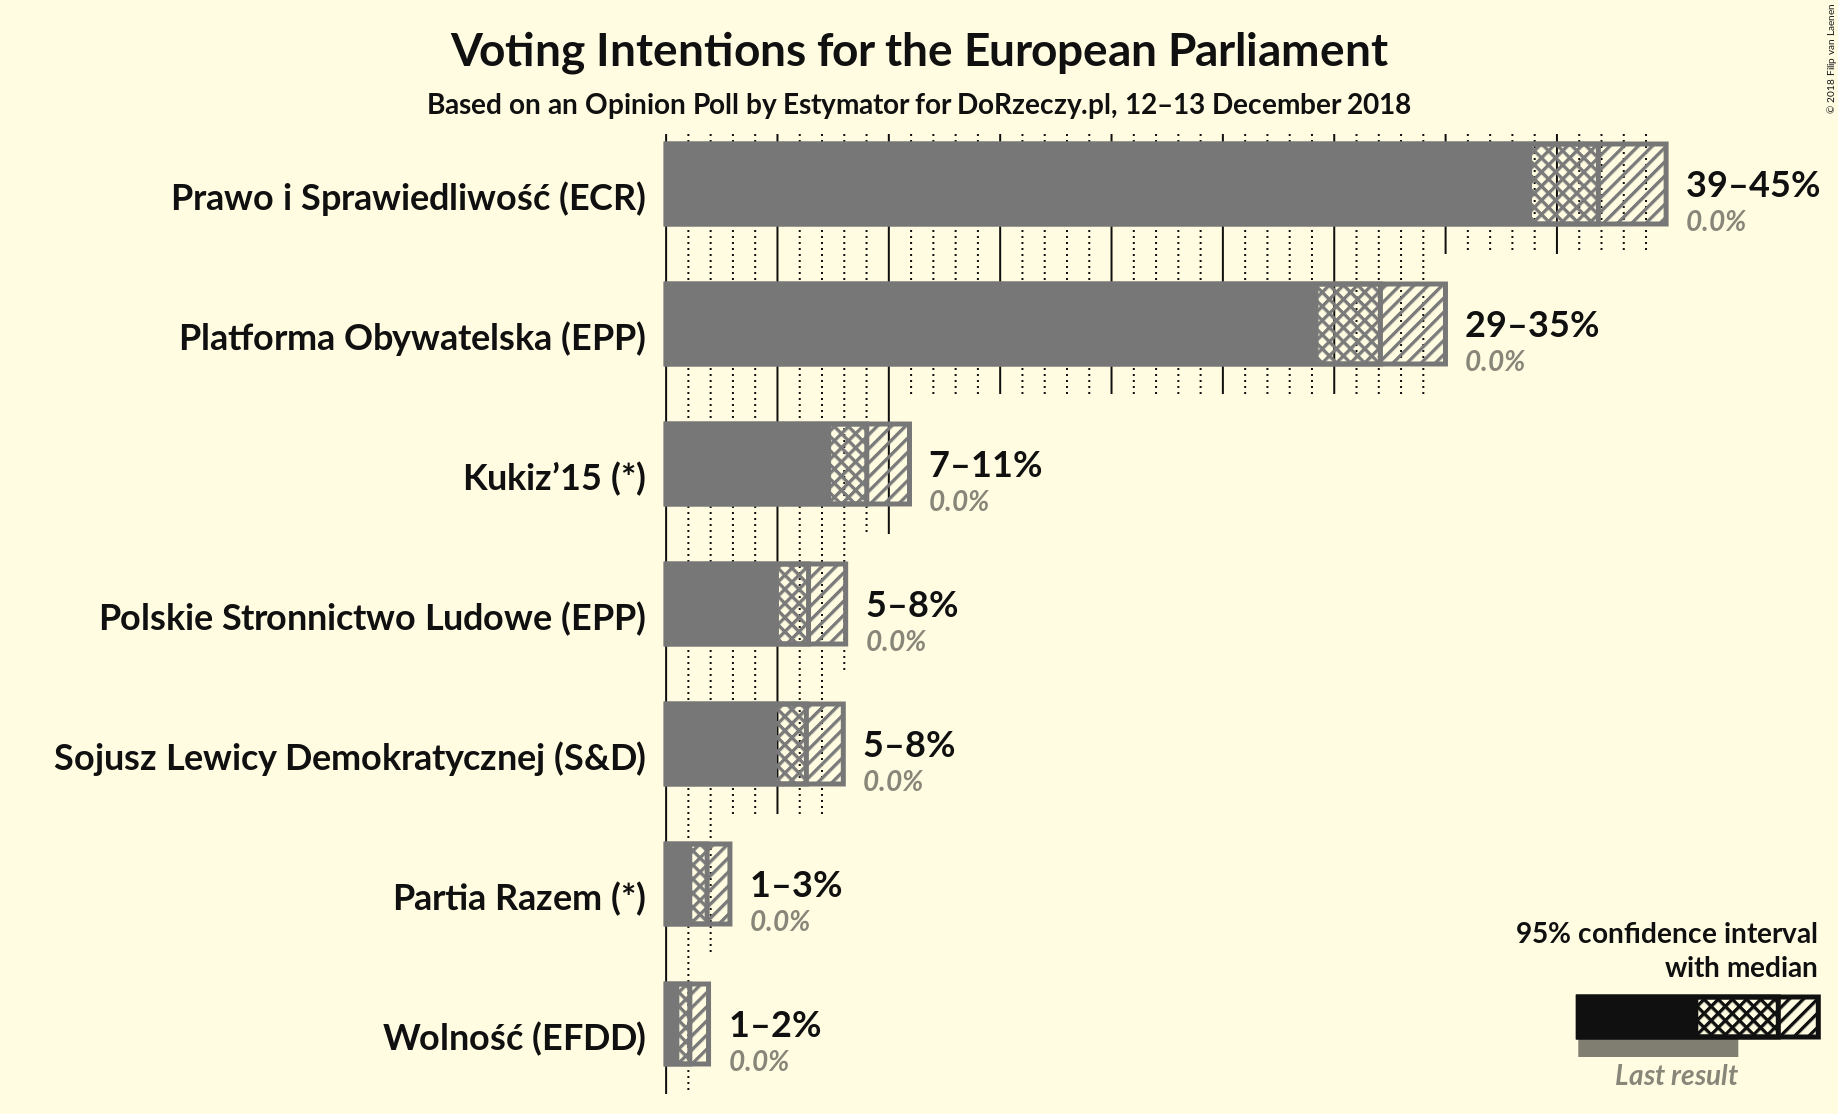 Voting Intentions for the European Parliament
Based on an Opinion Poll by Estymator for DoRzeczy.pl, 12–13 December 2018
© 2018 Filip van Laenen
Prawo i Sprawiedliwość (ECR)
39–45%
0.0%
Platforma Obywatelska (EPP)
29–35%
0.0%
Kukiz’15 (*)
7–11%
0.0%
Polskie Stronnictwo Ludowe (EPP)
5–8%
0.0%
Sojusz Lewicy Demokratycznej (S&D)
5–8%
0.0%
Partia Razem (*)
1–3%
0.0%
Wolność (EFDD)
1–2%
0.0%
95% confidence interval
with median
Last result